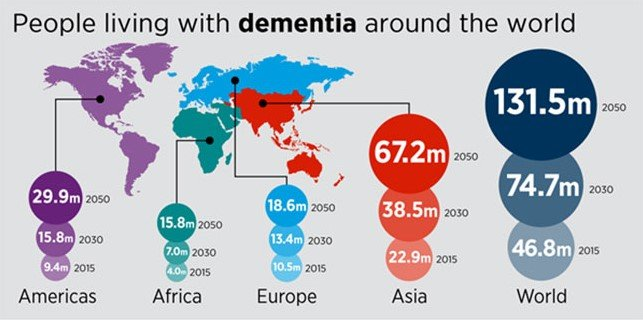 People living with dementia around the world
29.9m 2050
15.8m 2030
9.4m 2015
Americas
15.8m 2050
7.0m 2030
4.0m 2015
Africa
18.6m 2050
13.4m 2030
10.5m 2015
Europe
67.2m 2050
38.5m 2030
22.9m 2015
Asia
131.5m 2050
74.7m 2030
46.8m 2015
World